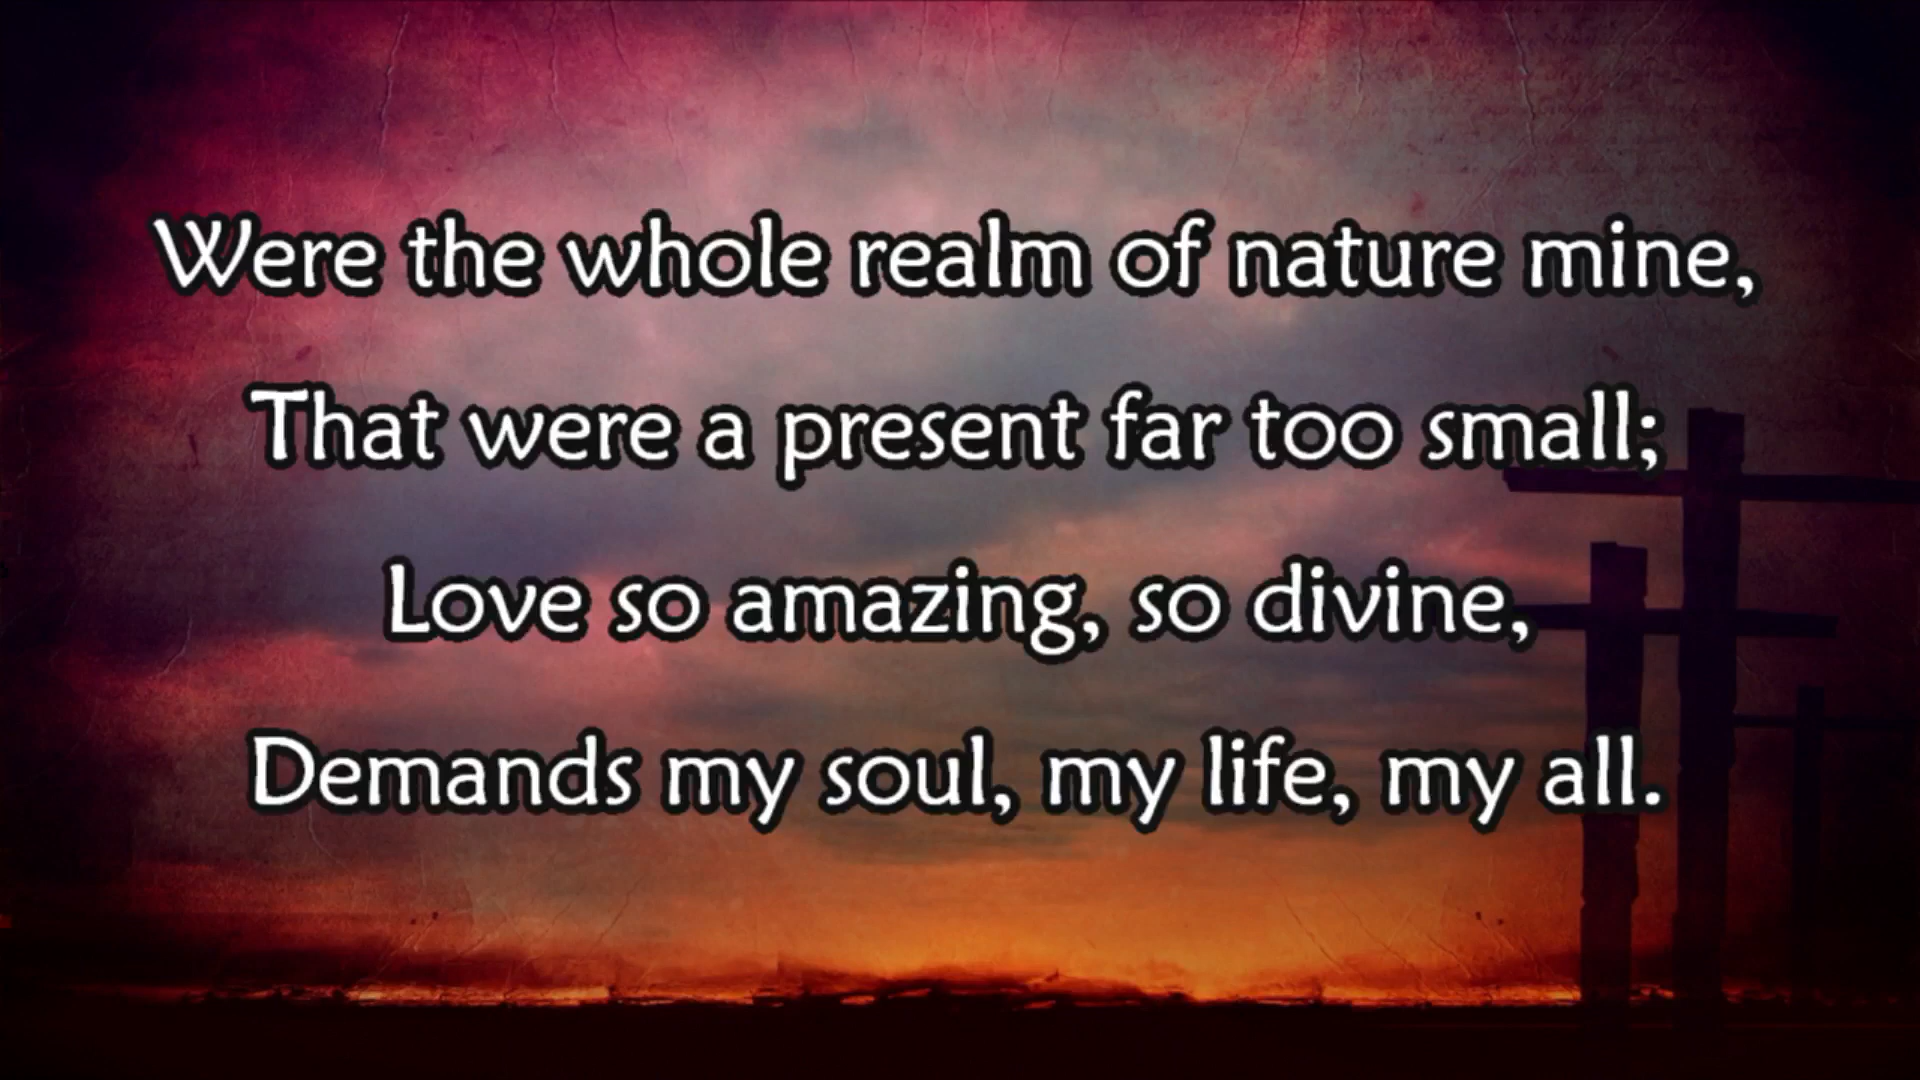 Were the whole realm of nature mine,
That were a present far too small;
Love so amazing, so divine,
Demands my soul, my life, my all.